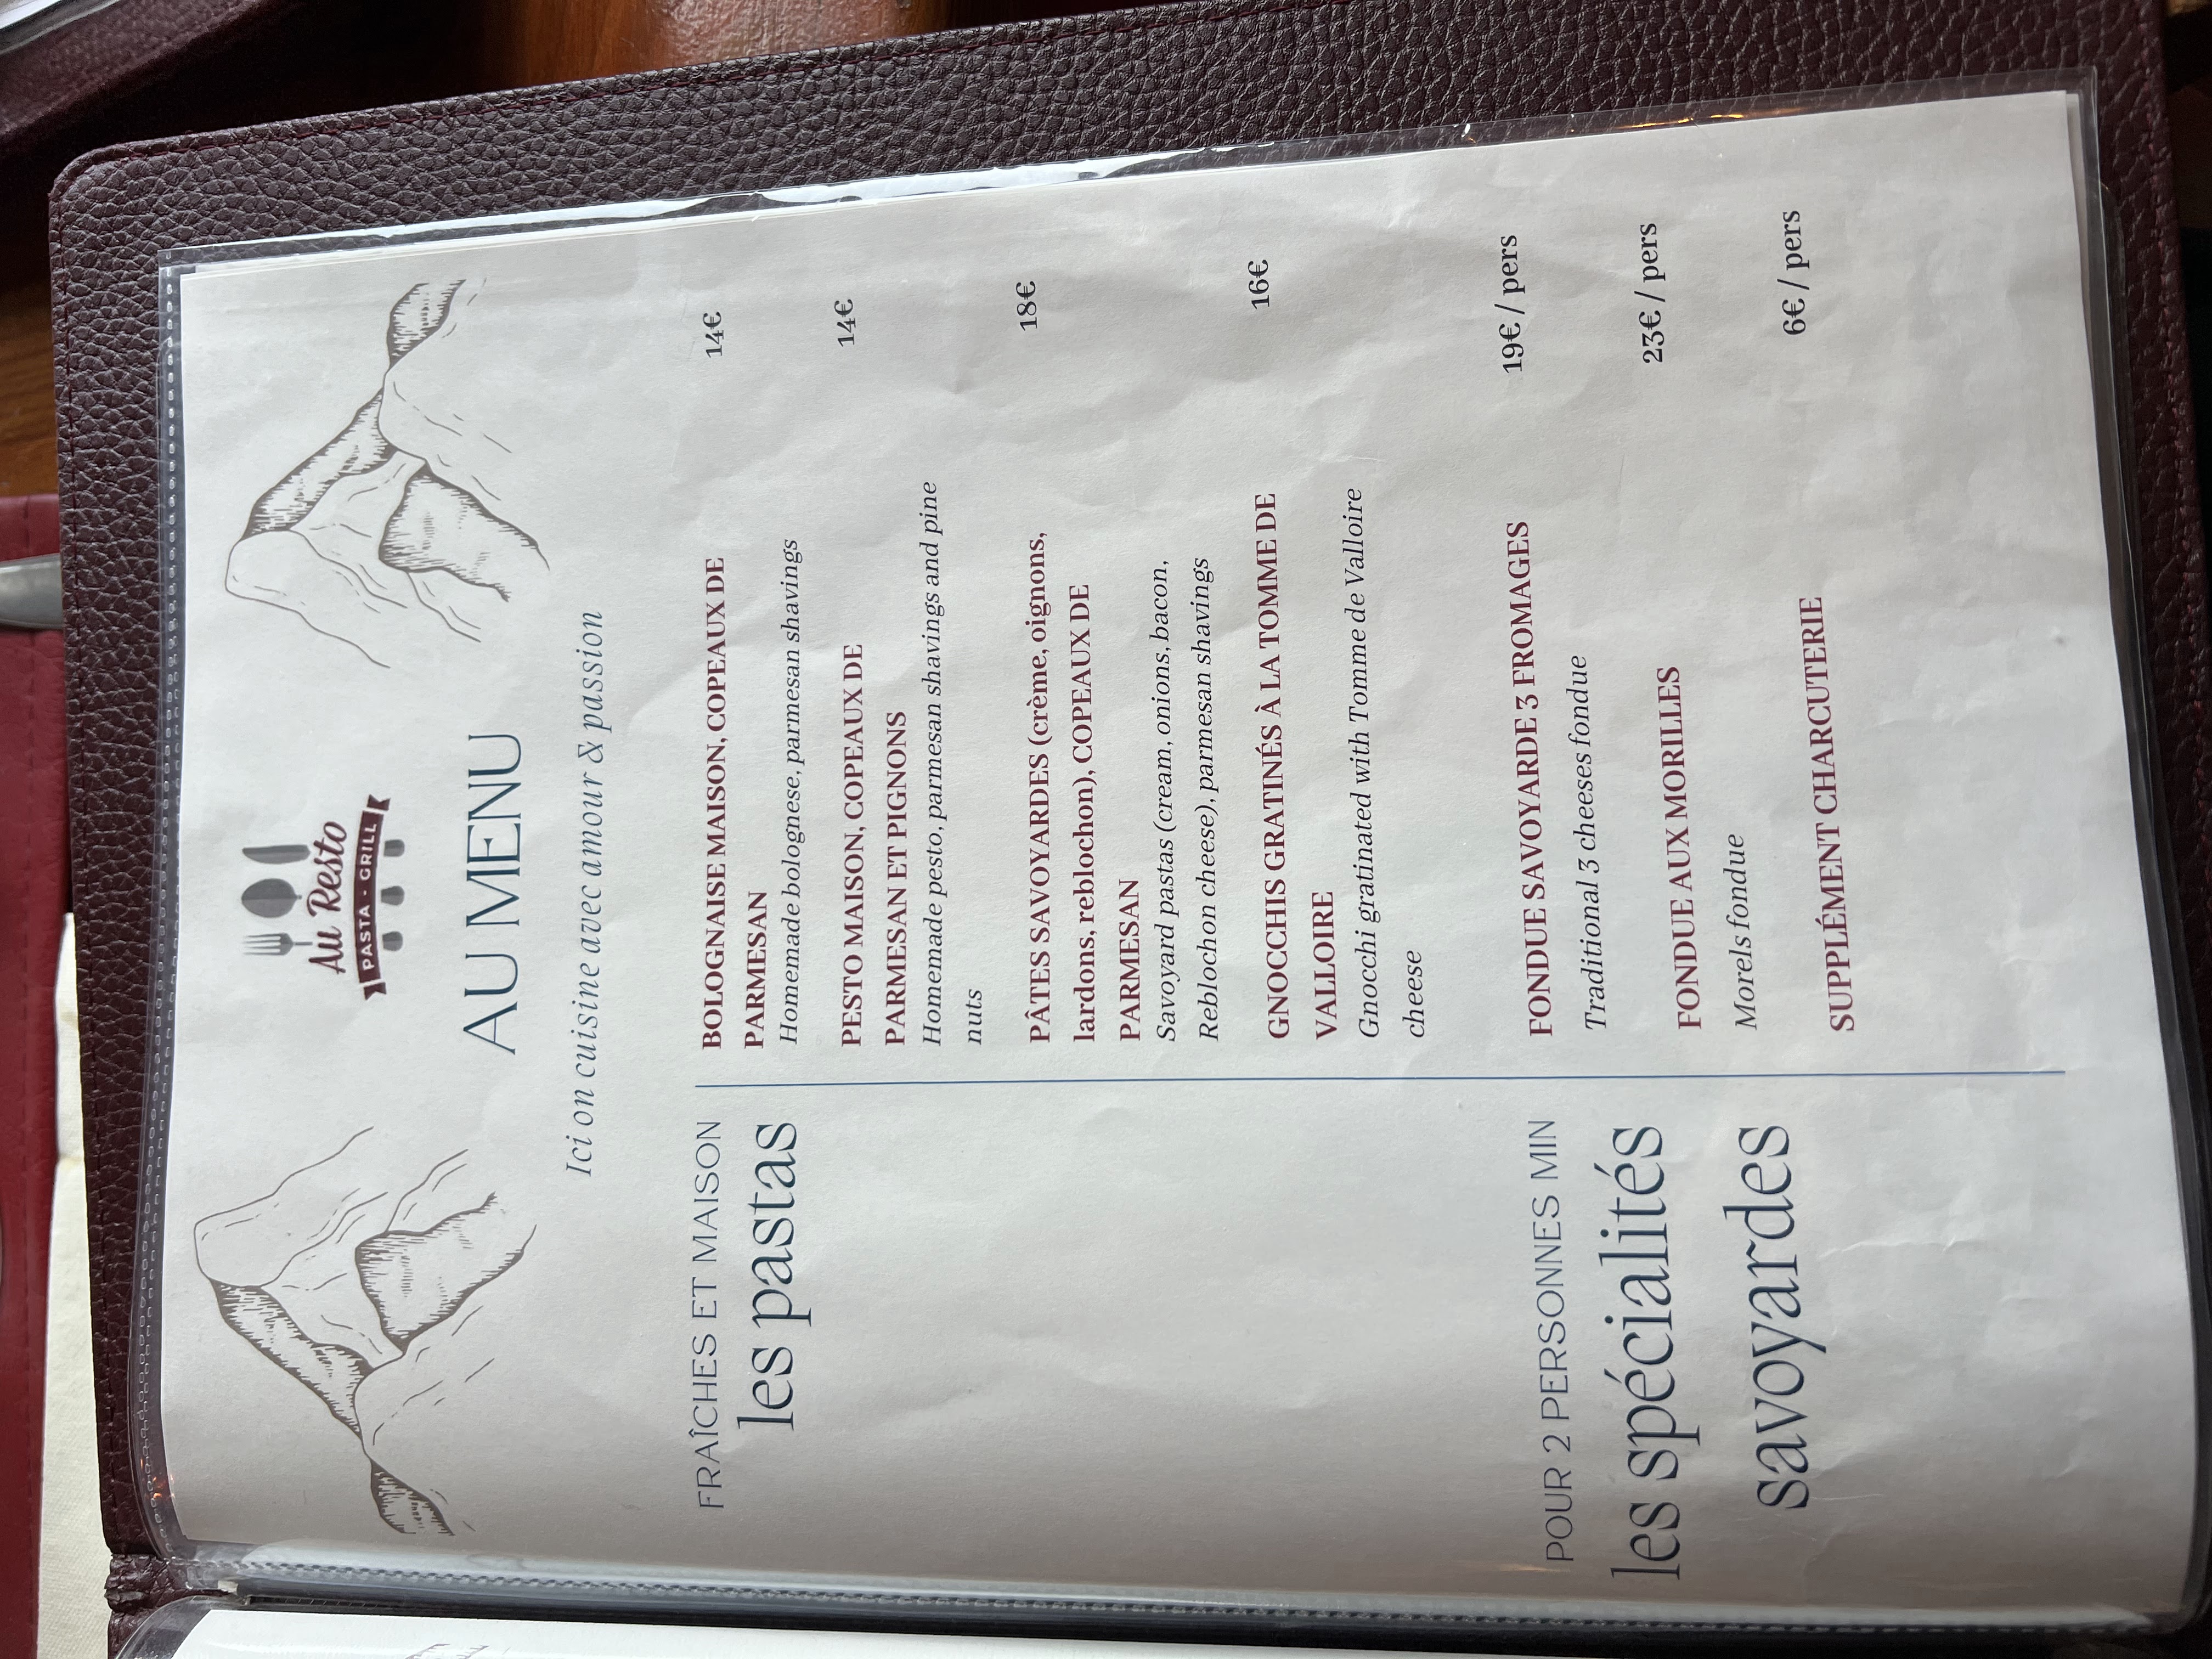 Au Resto
PASTA - GRILL
AU MENU
Ici on cuisine avec amour & passion
FRAÎCHES ET MAISON
les pastas
BOLOGNAISE MAISON, COPEAUX DE 14€
PARMESAN
Homemade bolognese, parmesan shavings
PESTO MAISON, COPEAUX DE 14€
PARMESAN ET PIGNONS
Homemade pesto, parmesan shavings and pine
nuts
PÂTES SAVOYARDES (crème, oignons, 18€
lardons, reblochon), COPEAUX DE
PARMESAN
Savoyard pastas (cream, onions, bacon,
Reblochon cheese), parmesan shavings
GNOCCHIS GRATINÉS À LA TOMME DE 16€
VALLOIRE
Gnocchi gratinated with Tomme de Valloire
cheese
POUR 2 PERSONNES MIN
les spécialités
savoyardes
FONDUE SAVOYARDE 3 FROMAGES 19€ / pers
Traditional 3 cheeses fondue
FONDUE AUX MORILLES 23€ / pers
Morels fondue
SUPPLÉMENT CHARCUTERIE 6€ / pers